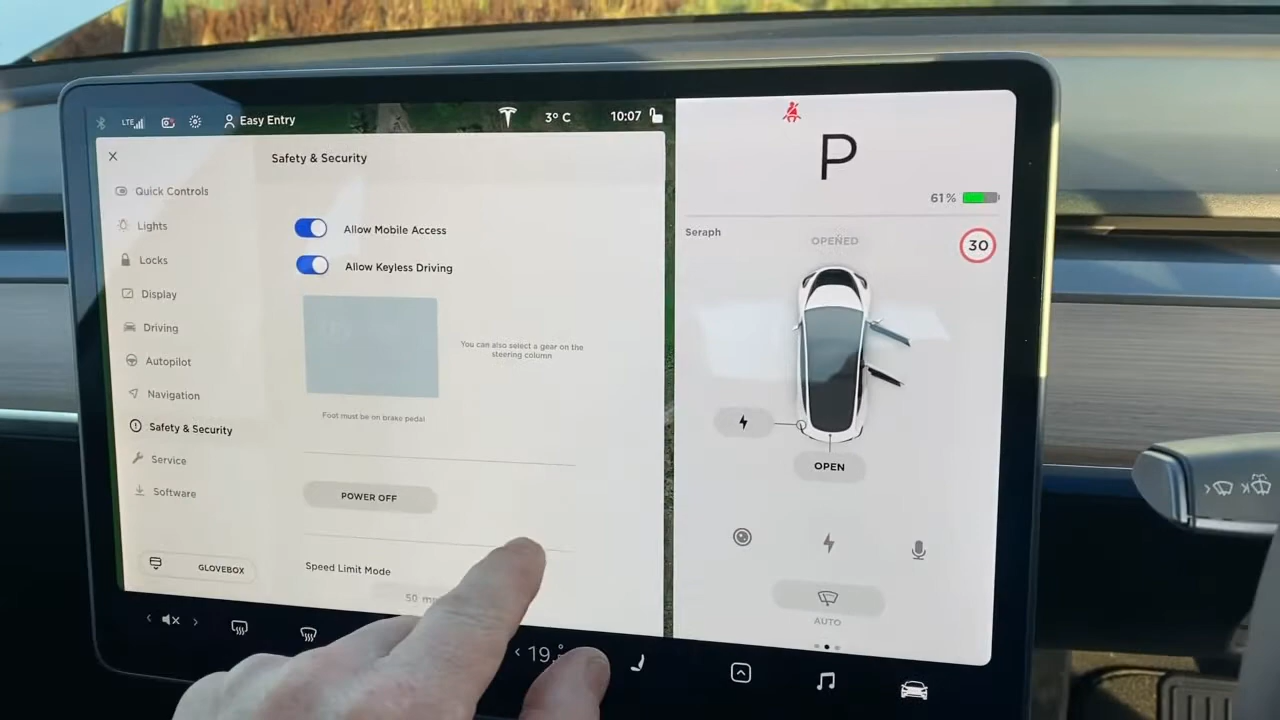 LTE
Easy Entry
3° C
10:07
Safety & Security
Quick Controls
Lights
Locks
Display
Driving
Autopilot
Navigation
Safety & Security
Service
Software
GLOVEBOX
Allow Mobile Access
Allow Keyless Driving
You can also select a gear on the
steering column
Foot must be on brake pedal
POWER OFF
Speed Limit Mode
50
19.
P
61%
Seraph
OPENED
30
OPEN
AUTO